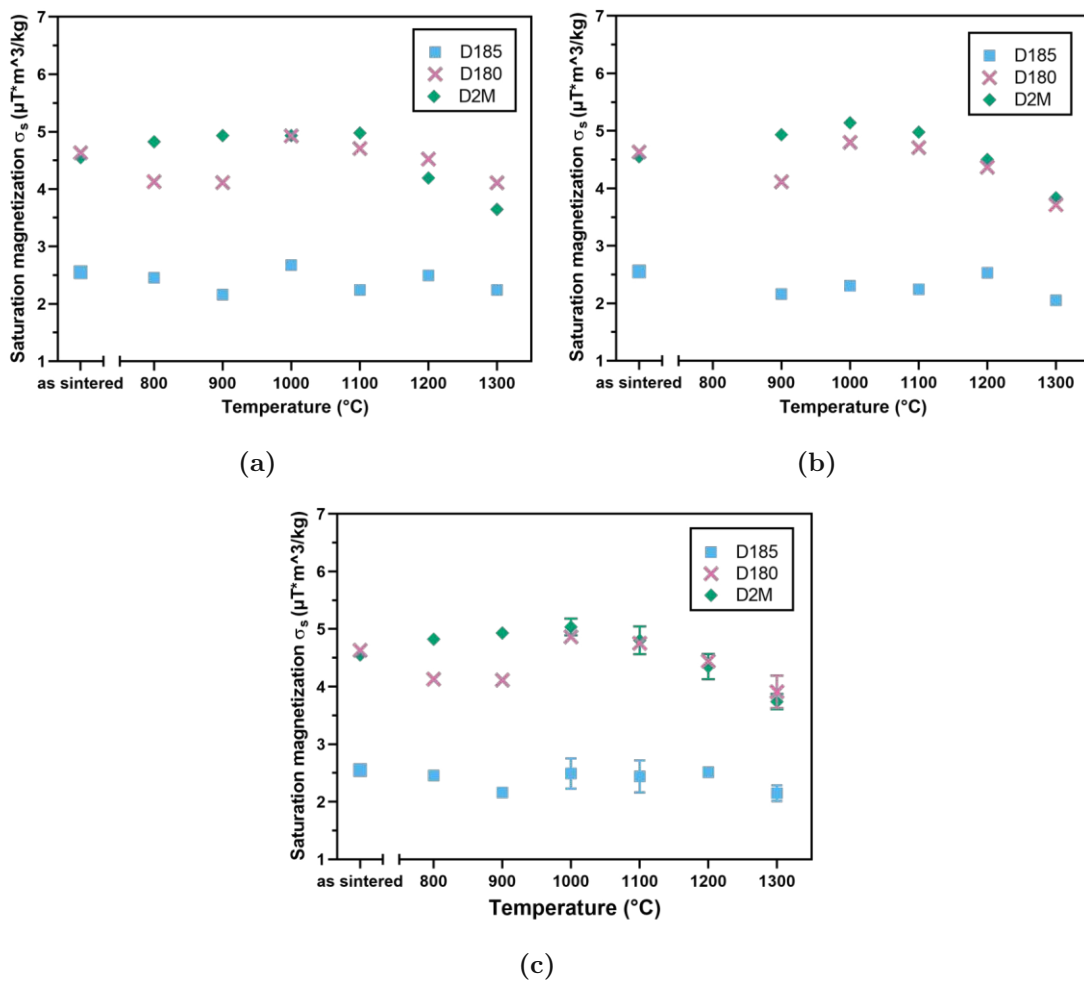 Saturation magnetization σs (µT*m^3/kg)
7
6
5
4
3
2
1
D185
D180
D2M
as sintered 800 900 1000 1100 1200 1300
Temperature (°C)
(a)
Saturation magnetization σs (µT*m^3/kg)
7
6
5
4
3
2
1
D185
D180
D2M
as sintered 800 900 1000 1100 1200 1300
Temperature (°C)
(b)
Saturation magnetization σs (µT*m^3/kg)
7
6
5
4
3
2
1
D185
D180
D2M
as sintered 800 900 1000 1100 1200 1300
Temperature (°C)
(c)